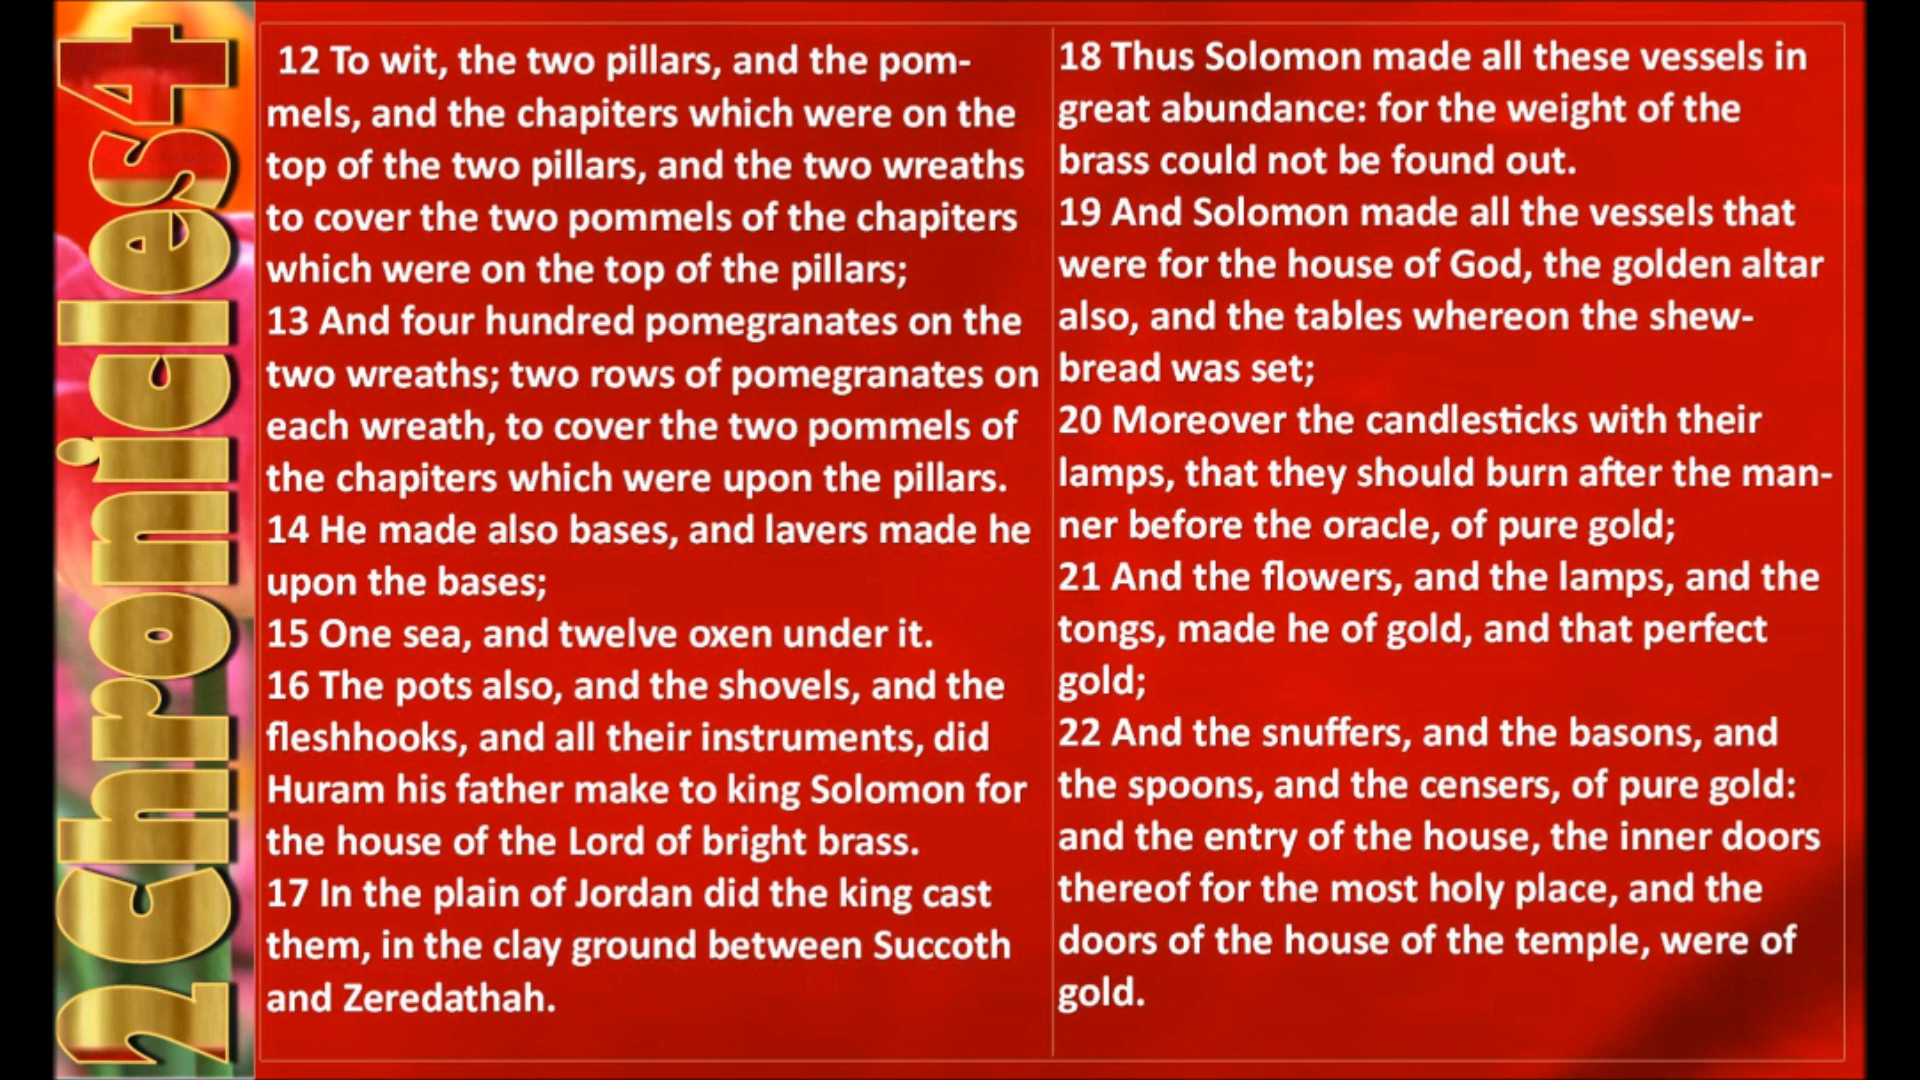 2 Chronicles 4
12 To wit, the two pillars, and the pom-
mels, and the chapiters which were on the
top of the two pillars, and the two wreaths
to cover the two pommels of the chapiters
which were on the top of the pillars;
13 And four hundred pomegranates on the
two wreaths; two rows of pomegranates on
each wreath, to cover the two pommels of
the chapiters which were upon the pillars.
14 He made also bases, and lavers made he
upon the bases;
15 One sea, and twelve oxen under it.
16 The pots also, and the shovels, and the
fleshhooks, and all their instruments, did
Huram his father make to king Solomon for
the house of the Lord of bright brass.
17 In the plain of Jordan did the king cast
them, in the clay ground between Succoth
and Zeredathah.
18 Thus Solomon made all these vessels in
great abundance: for the weight of the
brass could not be found out.
19 And Solomon made all the vessels that
were for the house of God, the golden altar
also, and the tables whereon the shew-
bread was set;
20 Moreover the candlesticks with their
lamps, that they should burn after the man-
ner before the oracle, of pure gold;
21 And the flowers, and the lamps, and the
tongs, made he of gold, and that perfect
gold;
22 And the snuffers, and the basons, and
the spoons, and the censers, of pure gold:
and the entry of the house, the inner doors
thereof for the most holy place, and the
doors of the house of the temple, were of
gold.